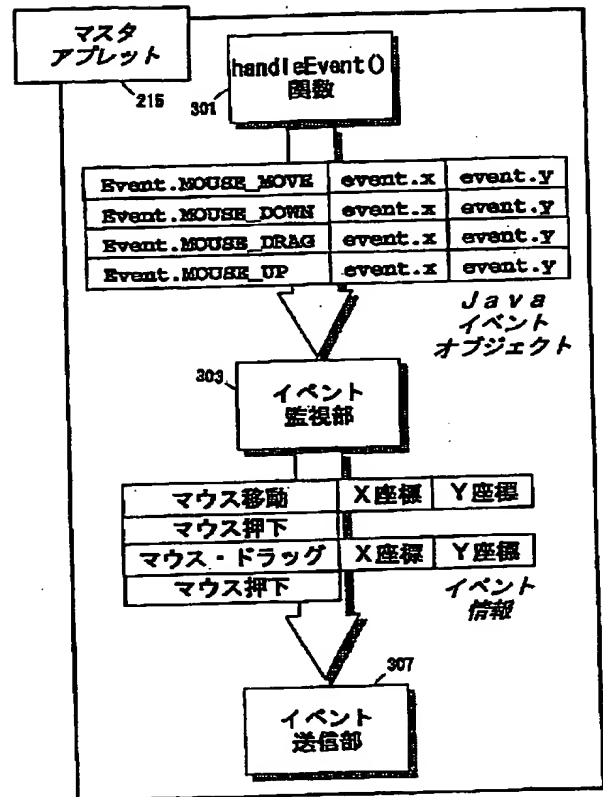 マスタ
アプレット
215
handleEvent()
関数
301
Event.MOUSE_MOVE event.x event.y
Event.MOUSE_DOWN event.x event.y
Event.MOUSE_DRAG event.x event.y
Event.MOUSE_UP event.x event.y
Java
イベント
オブジェクト
303
イベント
監視部
マウス移動 X座標 Y座標
マウス押下
マウス・ドラッグ X座標 Y座標
マウス押下
イベント
情報
307
イベント
送信部